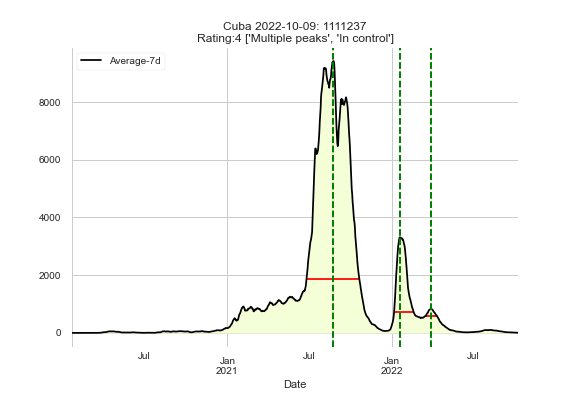 Cuba 2022-10-09: 1111237
Rating:4 ['Multiple peaks', 'In control']
Average-7d
8000
6000
4000
2000
0
Jul
Jan
2021
Jul
Jan
2022
Jul
Date